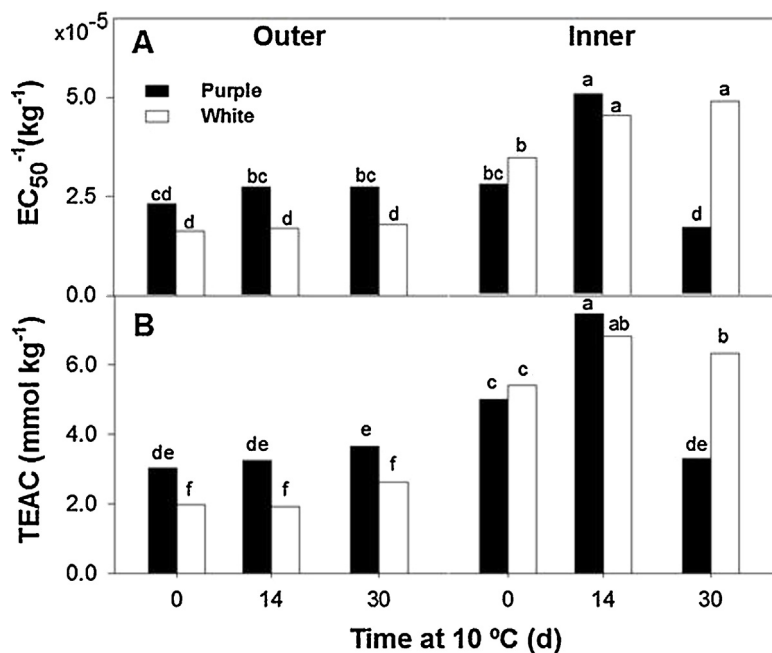 x10⁻⁵
A Outer Inner
Purple
White
EC₅₀⁻¹(kg⁻¹)
5.0
2.5
0.0
cd d bc d bc d bc b a a d a
B
TEAC (mmol kg⁻¹)
6.0
4.0
2.0
0.0
de f de f e f c c a ab de b
0 14 30 0 14 30
Time at 10 ºC (d)